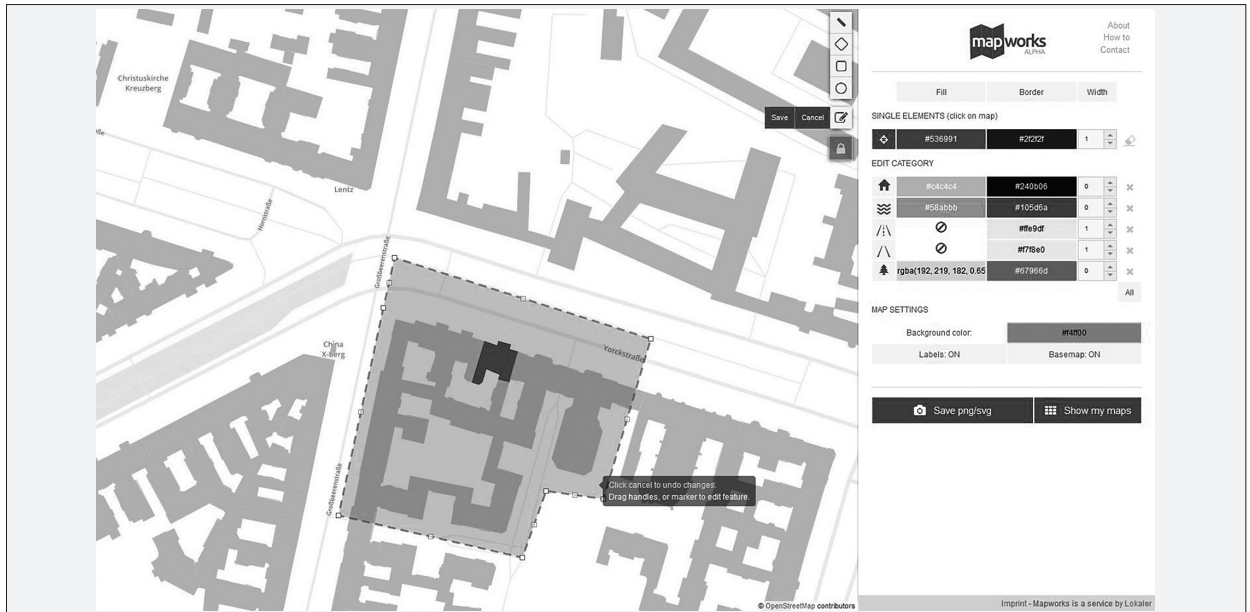 Christuskirche
Kreuzberg
Lentz
Hornstraße
Großbeerenstraße
China
X-Berg
Yorckstraße
Großbeerenstraße
Save Cancel
Click cancel to undo changes.
Drag handles, or marker to edit feature.
© OpenStreetMap contributors
mapworks
ALPHA
About
How to
Contact
Fill Border Width
SINGLE ELEMENTS (click on map)
#536991 #2f2f2f 1
EDIT CATEGORY
#c4c4c4 #240b06 0
#58abbb #105d6a 0
#ffe9df 1
#f7f8e0 1
rgba(192, 219, 182, 0.65 #67966d 0
All
MAP SETTINGS
Background color: #f4ff00
Labels: ON Basemap: ON
Save png/svg Show my maps
Imprint - Mapworks is a service by Lokaler